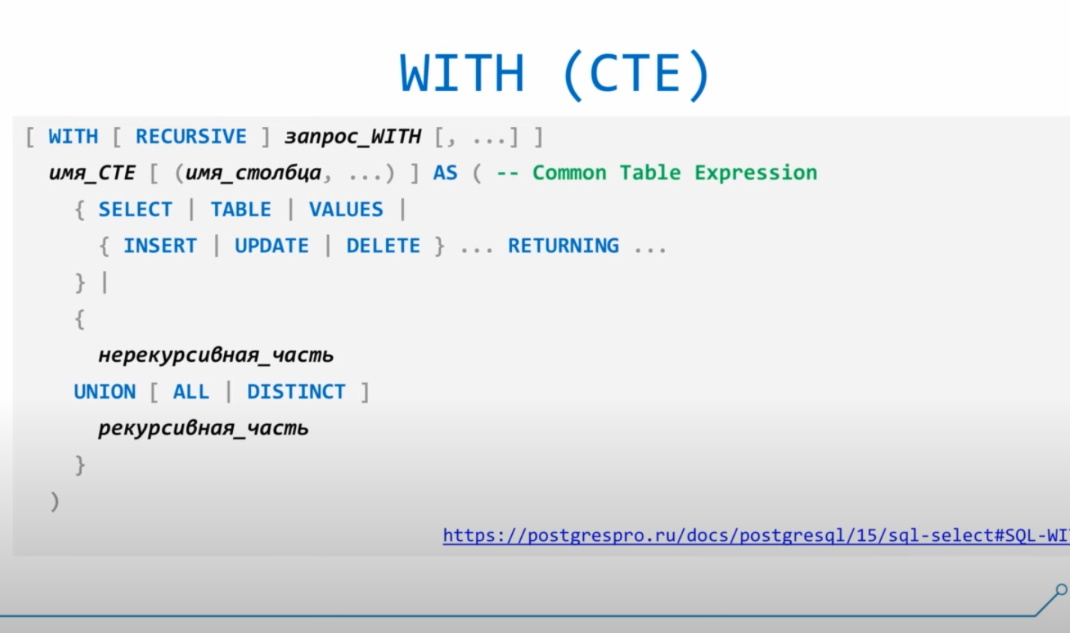 WITH (CTE)
[ WITH [ RECURSIVE ] запрос_WITH [, ...] ]
имя_CTE [ (имя_столбца, ...) ] AS ( -- Common Table Expression
{ SELECT | TABLE | VALUES |
{ INSERT | UPDATE | DELETE } ... RETURNING ...
} |
{
нерекурсивная_часть
UNION [ ALL | DISTINCT ]
рекурсивная_часть
}
)
https://postgrespro.ru/docs/postgresql/15/sql-select#SQL-WI